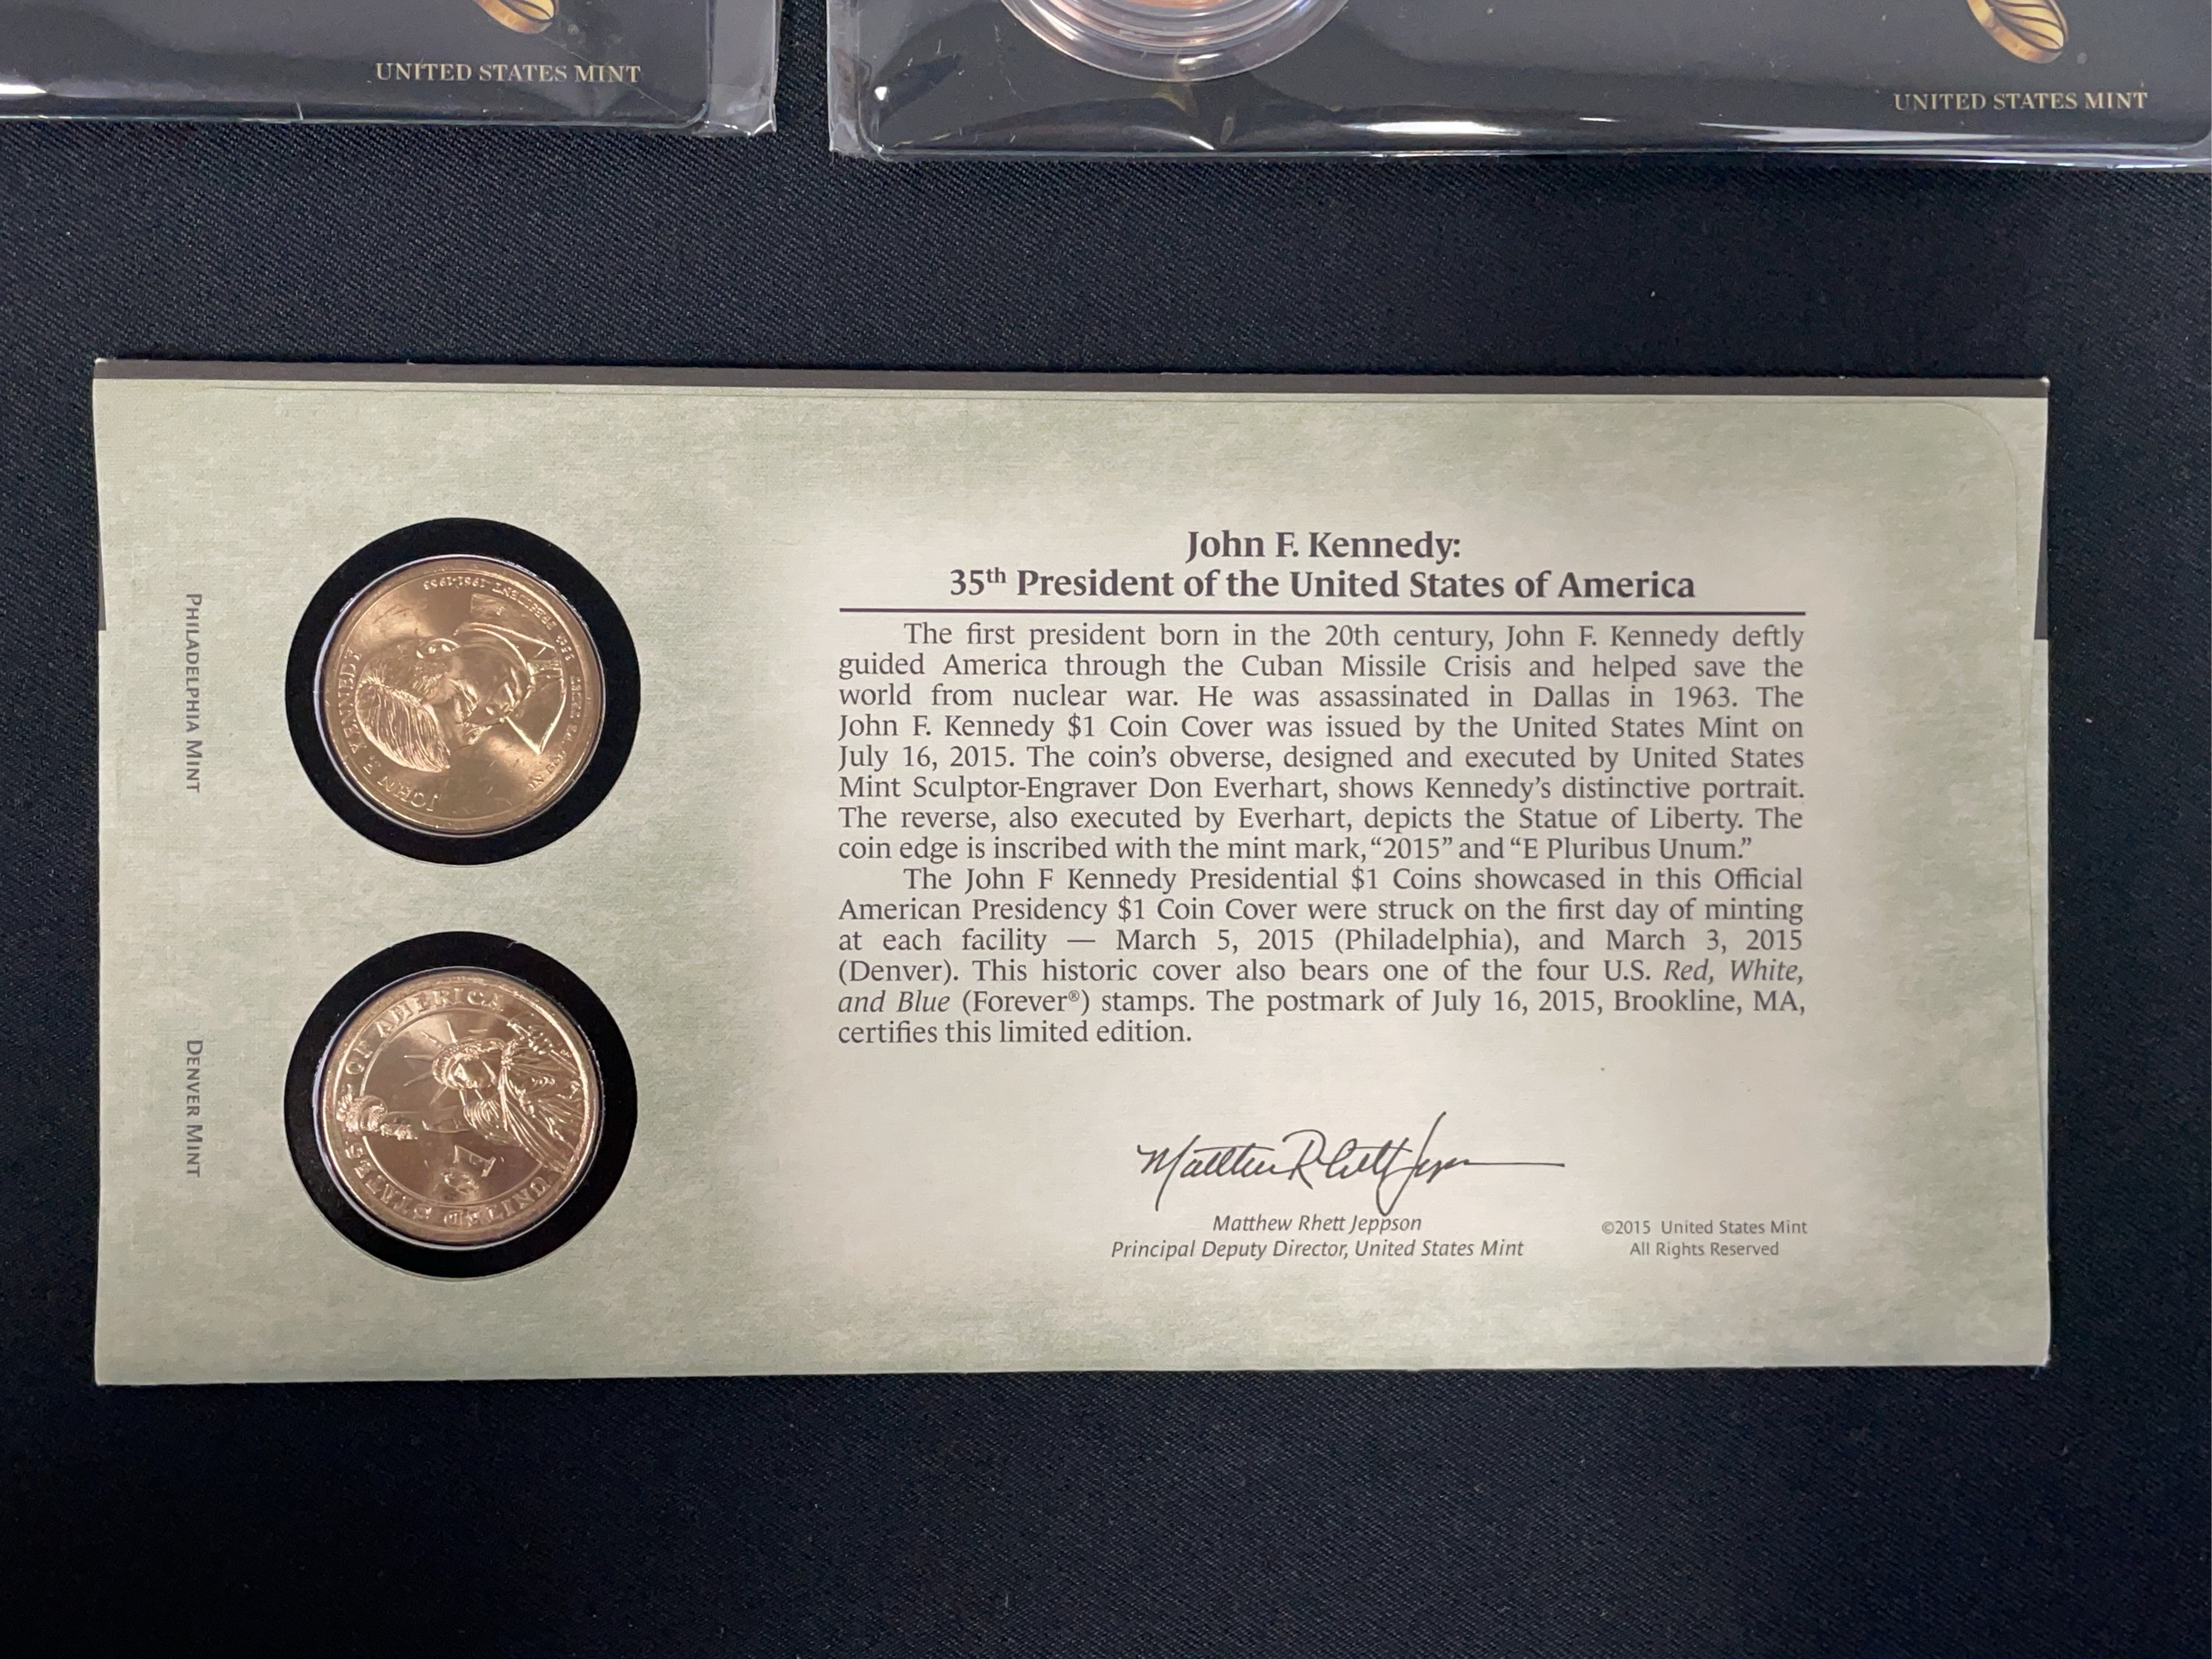 UNITED STATES MINT
UNITED STATES MINT
PHILADELPHIA MINT
JOHN F. KENNEDY
PRESIDENT 1961-1963
DENVER MINT
UNITED STATES OF AMERICA
$1
John F. Kennedy:
35th President of the United States of America
The first president born in the 20th century, John F. Kennedy deftly
guided America through the Cuban Missile Crisis and helped save the
world from nuclear war. He was assassinated in Dallas in 1963. The
John F. Kennedy $1 Coin Cover was issued by the United States Mint on
July 16, 2015. The coin's obverse, designed and executed by United States
Mint Sculptor-Engraver Don Everhart, shows Kennedy's distinctive portrait.
The reverse, also executed by Everhart, depicts the Statue of Liberty. The
coin edge is inscribed with the mint mark, “2015” and “E Pluribus Unum.”
The John F Kennedy Presidential $1 Coins showcased in this Official
American Presidency $1 Coin Cover were struck on the first day of minting
at each facility — March 5, 2015 (Philadelphia), and March 3, 2015
(Denver). This historic cover also bears one of the four U.S. Red, White,
and Blue (Forever®) stamps. The postmark of July 16, 2015, Brookline, MA,
certifies this limited edition.
Matthew Rhett Jeppson
Matthew Rhett Jeppson
Principal Deputy Director, United States Mint
©2015 United States Mint
All Rights Reserved